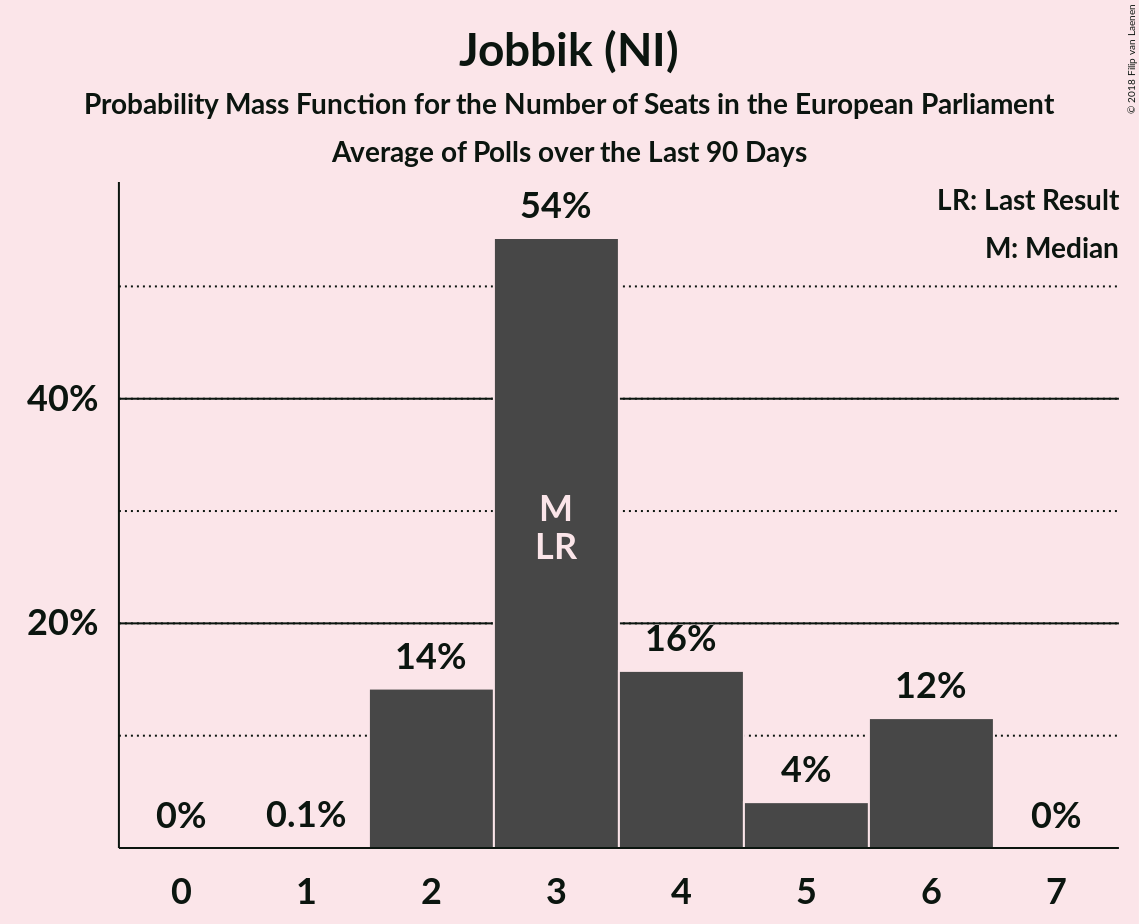 Jobbik (NI)
Probability Mass Function for the Number of Seats in the European Parliament
Average of Polls over the Last 90 Days
© 2018 Filip van Laenen
LR: Last Result
M: Median
54%
40%
M
LR
20%
16%
14%
12%
4%
0%
0.1%
0%
0 1 2 3 4 5 6 7